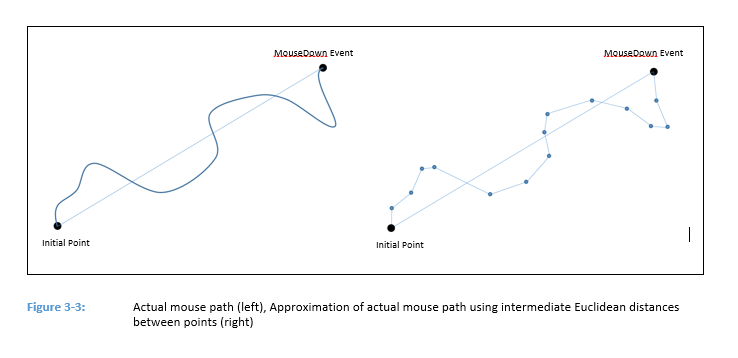 MouseDown Event
MouseDown Event
Initial Point
Initial Point
Figure 3-3: Actual mouse path (left), Approximation of actual mouse path using intermediate Euclidean distances
between points (right)